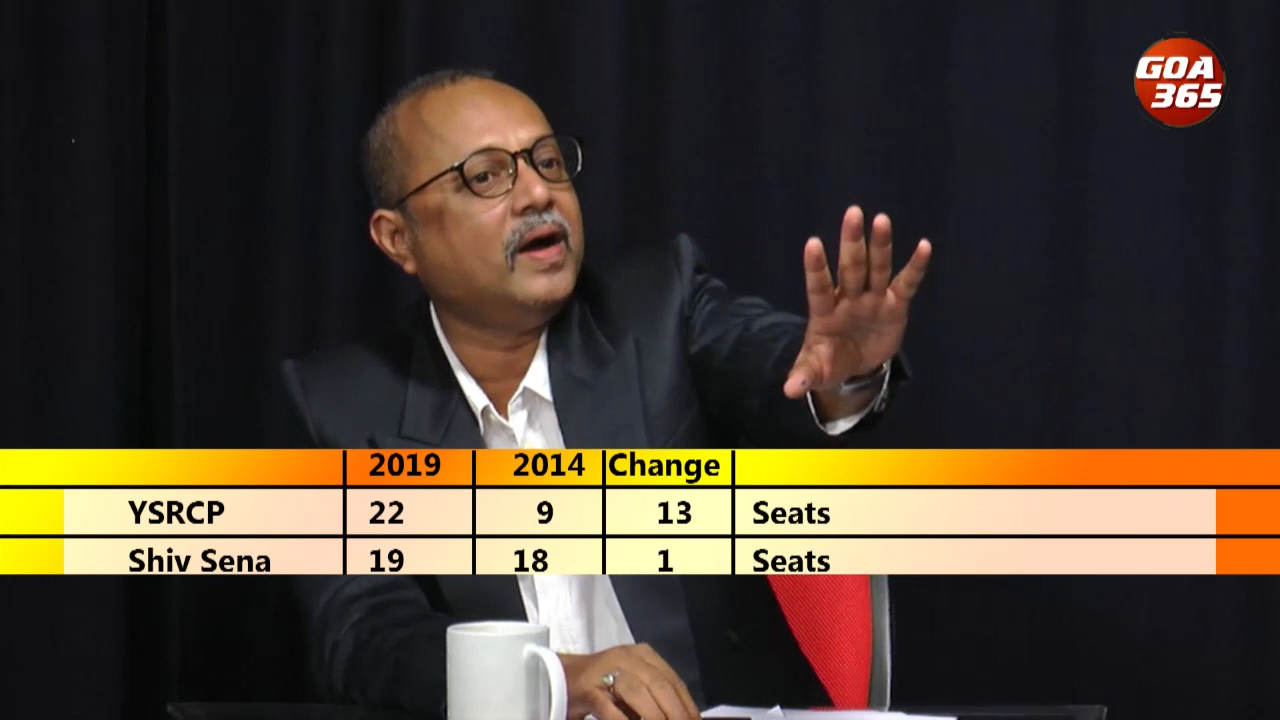 GOA
365
2019 2014 Change
YSRCP 22 9 13 Seats
Shiv Sena 19 18 1 Seats